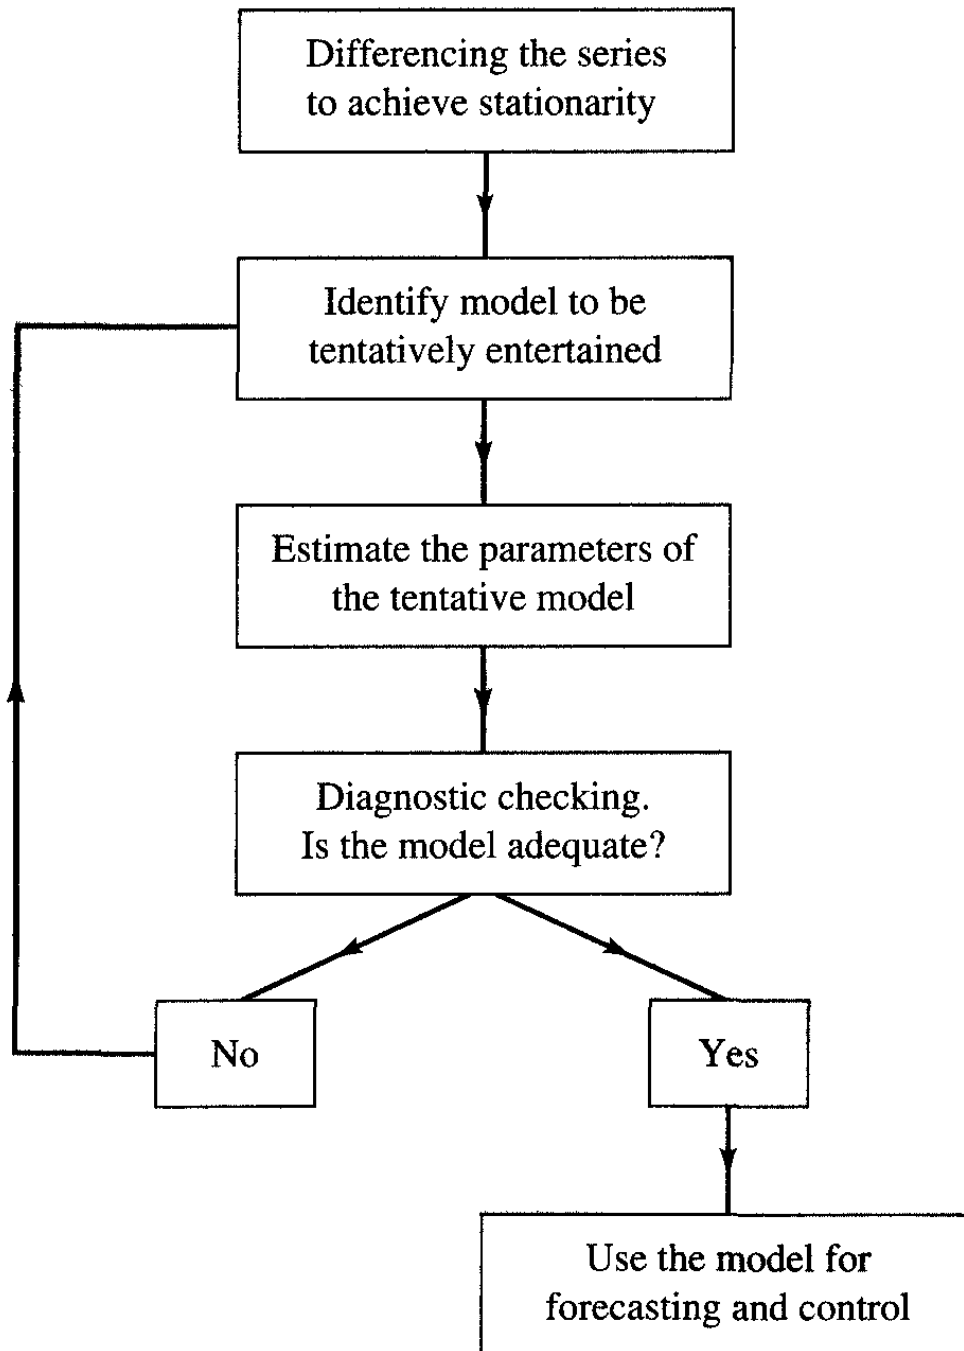 Differencing the series
to achieve stationarity
Identify model to be
tentatively entertained
Estimate the parameters of
the tentative model
Diagnostic checking.
Is the model adequate?
No
Yes
Use the model for
forecasting and control